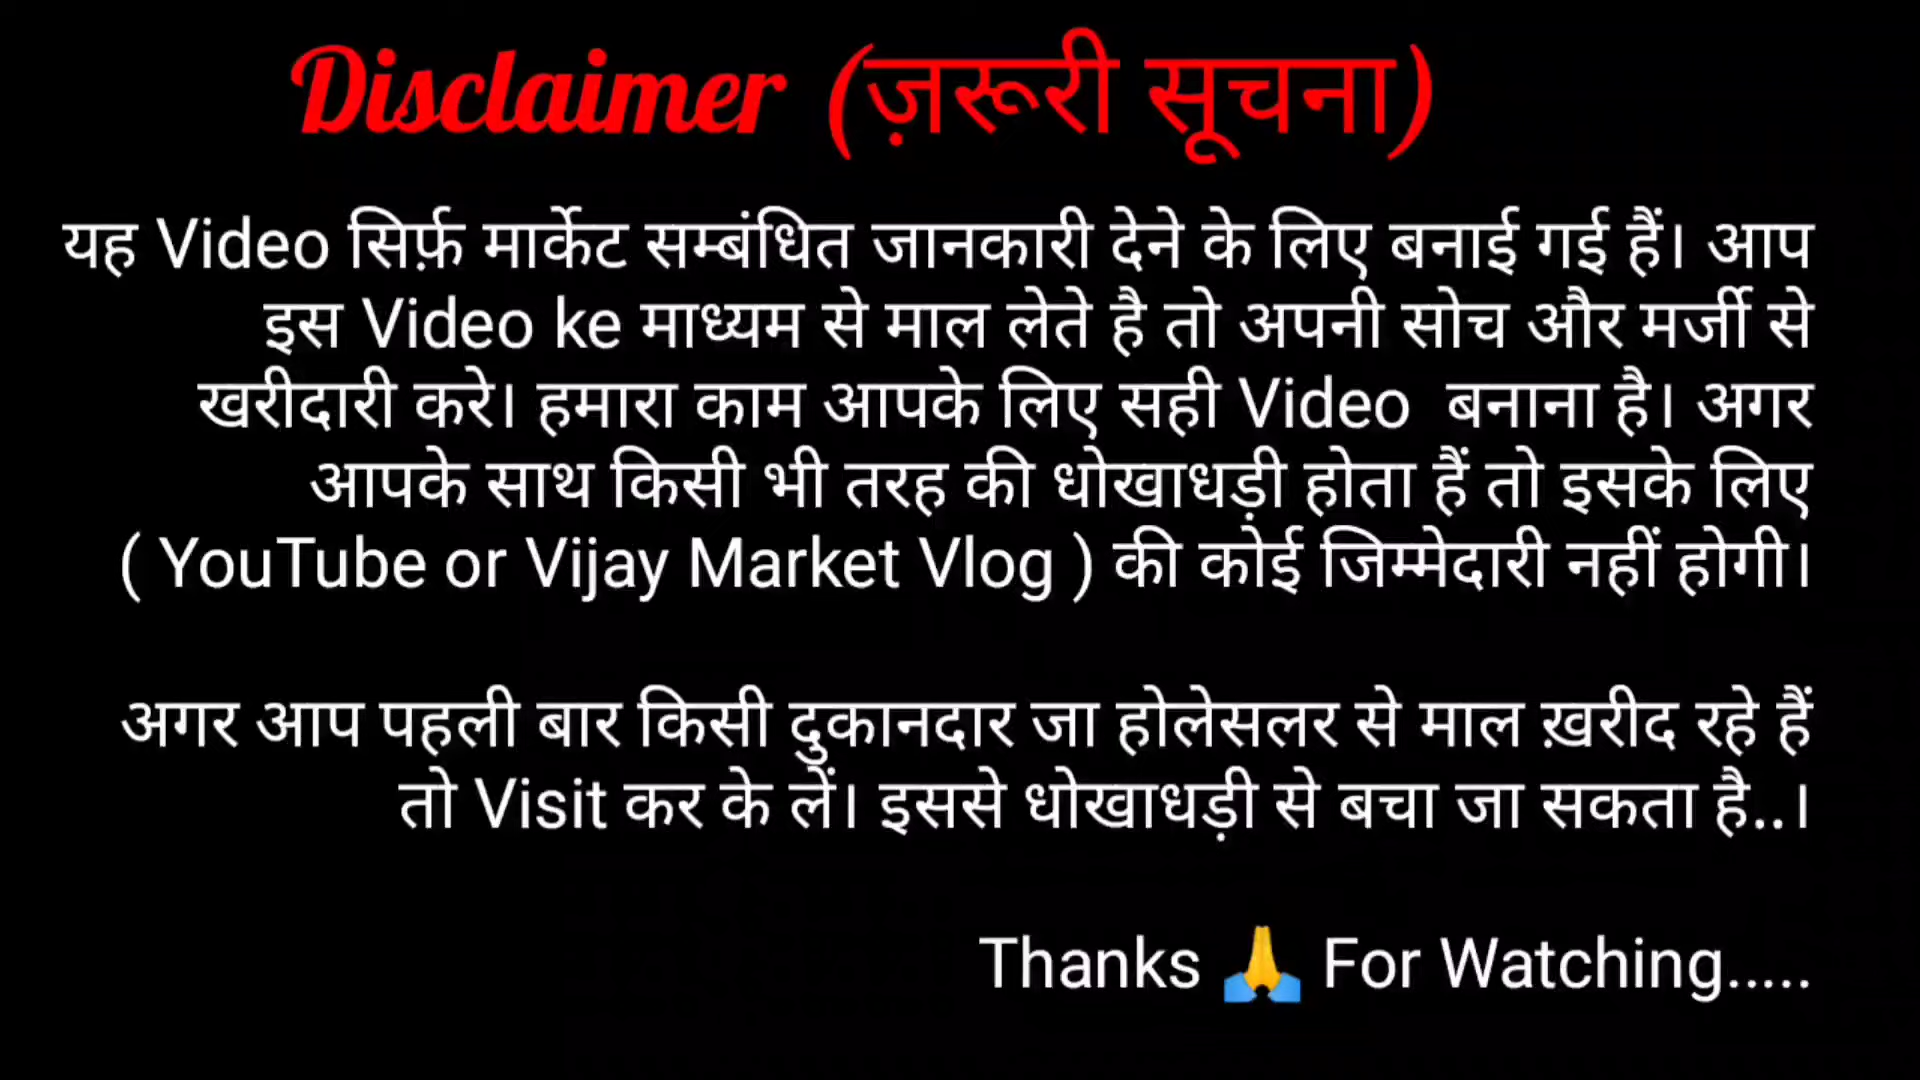 Disclaimer (ज़रूरी सूचना)
यह Video सिर्फ़ मार्केट सम्बंधित जानकारी देने के लिए बनाई गई हैं। आप
इस Video ke माध्यम से माल लेते है तो अपनी सोच और मर्जी से
खरीदारी करे। हमारा काम आपके लिए सही Video बनाना है। अगर
आपके साथ किसी भी तरह की धोखाधड़ी होता हैं तो इसके लिए
( YouTube or Vijay Market Vlog ) की कोई जिम्मेदारी नहीं होगी।
अगर आप पहली बार किसी दुकानदार जा होलेसलर से माल ख़रीद रहे हैं
तो Visit कर के लें। इससे धोखाधड़ी से बचा जा सकता है..।
Thanks 🙏 For Watching.....